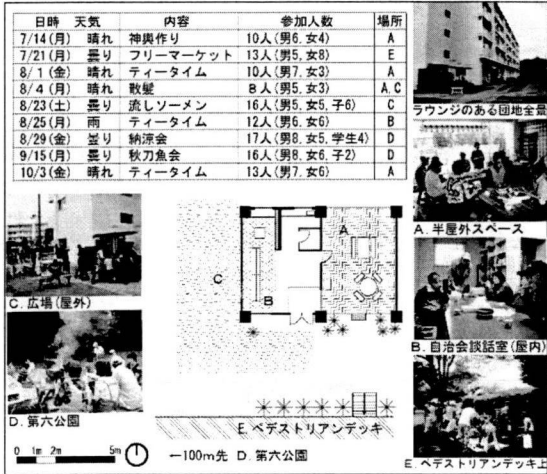 日時 天気 内容 参加人数 場所
7/14(月) 晴れ 神輿作り 10人(男6, 女4) A
7/21(月) 曇り フリーマーケット 13人(男5, 女8) E
8/ 1(金) 晴れ ティータイム 10人(男7, 女3) A
8/ 4(月) 晴れ 散髪 8人(男5, 女3) A, C
8/23(土) 曇り 流しソーメン 16人(男5, 女5, 子6) C
8/25(月) 雨 ティータイム 12人(男6, 女6) B
8/29(金) 曇り 納涼会 17人(男8, 女5, 学生4) D
9/15(月) 曇り 秋刀魚会 16人(男8, 女6, 子2) D
10/3(金) 晴れ ティータイム 13人(男7, 女6) A
ラウンジのある団地全景
A. 半屋外スペース
B. 自治会談話室(屋内)
C. 広場(屋外)
A
C
B
D. 第六公園
E. ペデストリアンデッキ
0 1m 2m 5m
←100m先 D. 第六公園
E. ペデストリアンデッキ上